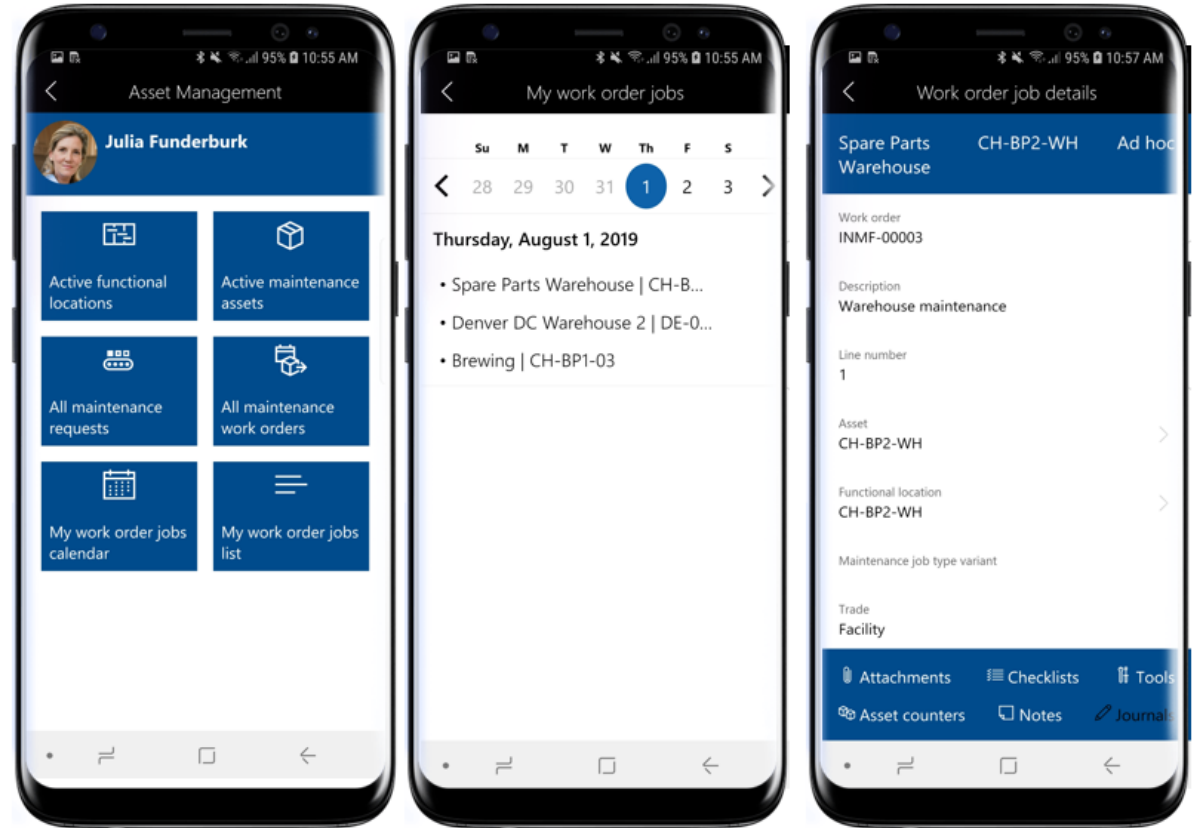 95% 10:55 AM
Asset Management
Julia Funderburk
Active functional
locations
Active maintenance
assets
All maintenance
requests
All maintenance
work orders
My work order jobs
calendar
My work order jobs
list
95% 10:55 AM
My work order jobs
Su M T W Th F S
28 29 30 31 1 2 3
Thursday, August 1, 2019
• Spare Parts Warehouse | CH-B...
• Denver DC Warehouse 2 | DE-0...
• Brewing | CH-BP1-03
95% 10:57 AM
Work order job details
Spare Parts
Warehouse
CH-BP2-WH
Ad hoc
Work order
INMF-00003
Description
Warehouse maintenance
Line number
1
Asset
CH-BP2-WH
Functional location
CH-BP2-WH
Maintenance job type variant
Trade
Facility
Attachments Checklists Tools
Asset counters Notes Journals